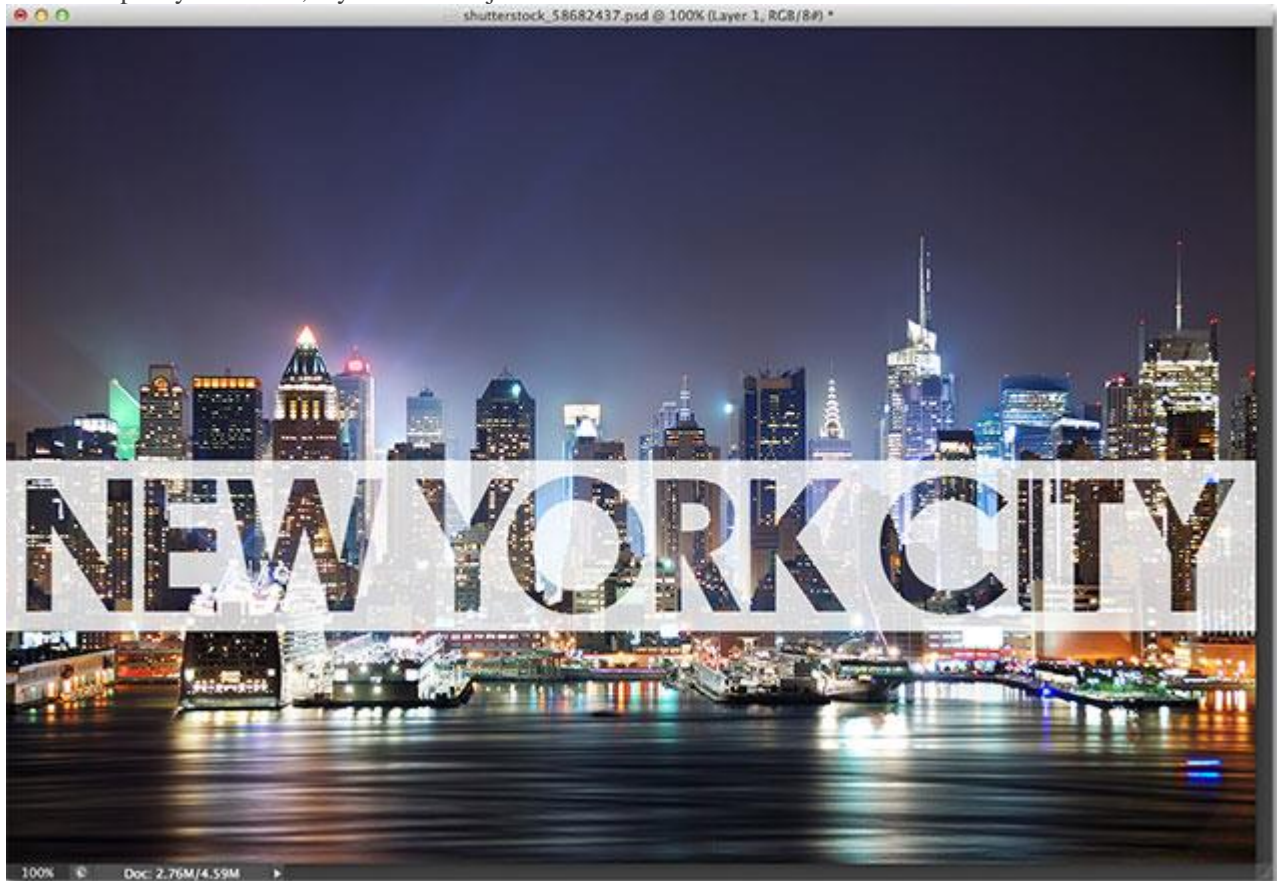 shutterstock_58682437.psd @ 100% (Layer 1, RGB/8#) *
NEW YORK CITY
100% Doc: 2.76M/4.59M